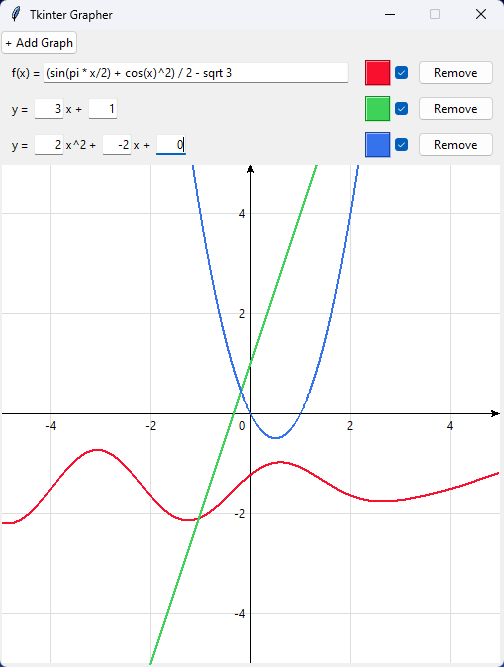 Tkinter Grapher
+ Add Graph
f(x) = (sin(pi * x/2) + cos(x)^2) / 2 - sqrt 3 Remove
y = 3 x + 1 Remove
y = 2 x^2 + -2 x + 0 Remove
4
2
-4 -2 0 2 4
-2
-4